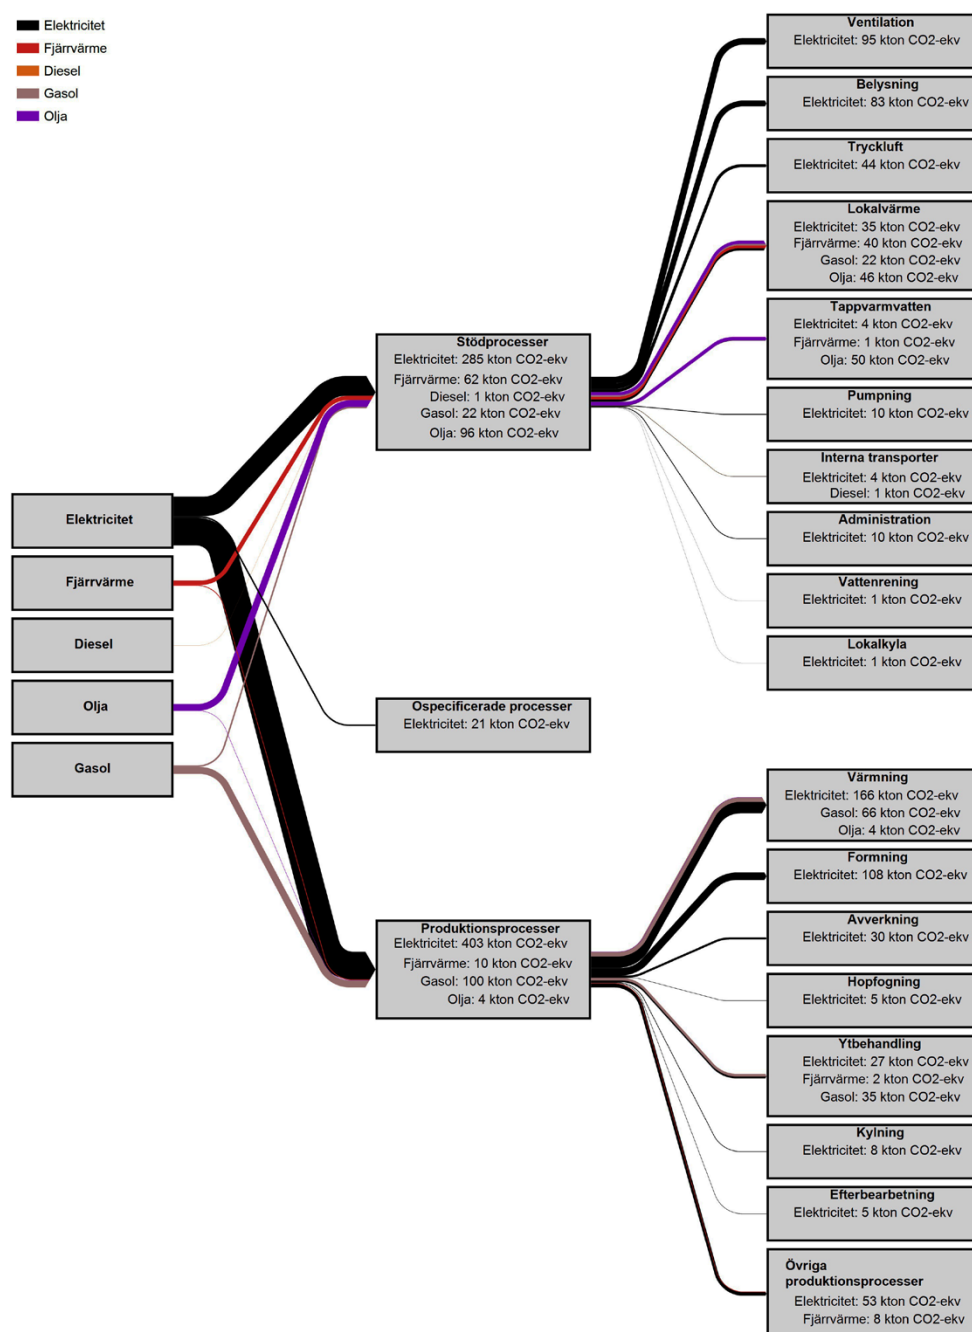 Elektricitet
Fjärrvärme
Diesel
Gasol
Olja
Elektricitet
Fjärrvärme
Diesel
Olja
Gasol
Stödprocesser
Elektricitet: 285 kton CO2-ekv
Fjärrvärme: 62 kton CO2-ekv
Diesel: 1 kton CO2-ekv
Gasol: 22 kton CO2-ekv
Olja: 96 kton CO2-ekv
Ospecificerade processer
Elektricitet: 21 kton CO2-ekv
Produktionsprocesser
Elektricitet: 403 kton CO2-ekv
Fjärrvärme: 10 kton CO2-ekv
Gasol: 100 kton CO2-ekv
Olja: 4 kton CO2-ekv
Ventilation
Elektricitet: 95 kton CO2-ekv
Belysning
Elektricitet: 83 kton CO2-ekv
Tryckluft
Elektricitet: 44 kton CO2-ekv
Lokalvärme
Elektricitet: 35 kton CO2-ekv
Fjärrvärme: 40 kton CO2-ekv
Gasol: 22 kton CO2-ekv
Olja: 46 kton CO2-ekv
Tappvarmvatten
Elektricitet: 4 kton CO2-ekv
Fjärrvärme: 1 kton CO2-ekv
Olja: 50 kton CO2-ekv
Pumpning
Elektricitet: 10 kton CO2-ekv
Interna transporter
Elektricitet: 4 kton CO2-ekv
Diesel: 1 kton CO2-ekv
Administration
Elektricitet: 10 kton CO2-ekv
Vattenrening
Elektricitet: 1 kton CO2-ekv
Lokalkyla
Elektricitet: 1 kton CO2-ekv
Värmning
Elektricitet: 166 kton CO2-ekv
Gasol: 66 kton CO2-ekv
Olja: 4 kton CO2-ekv
Formning
Elektricitet: 108 kton CO2-ekv
Avverkning
Elektricitet: 30 kton CO2-ekv
Hopfogning
Elektricitet: 5 kton CO2-ekv
Ytbehandling
Elektricitet: 27 kton CO2-ekv
Fjärrvärme: 2 kton CO2-ekv
Gasol: 35 kton CO2-ekv
Kylning
Elektricitet: 8 kton CO2-ekv
Efterbearbetning
Elektricitet: 5 kton CO2-ekv
Övriga
produktionsprocesser
Elektricitet: 53 kton CO2-ekv
Fjärrvärme: 8 kton CO2-ekv